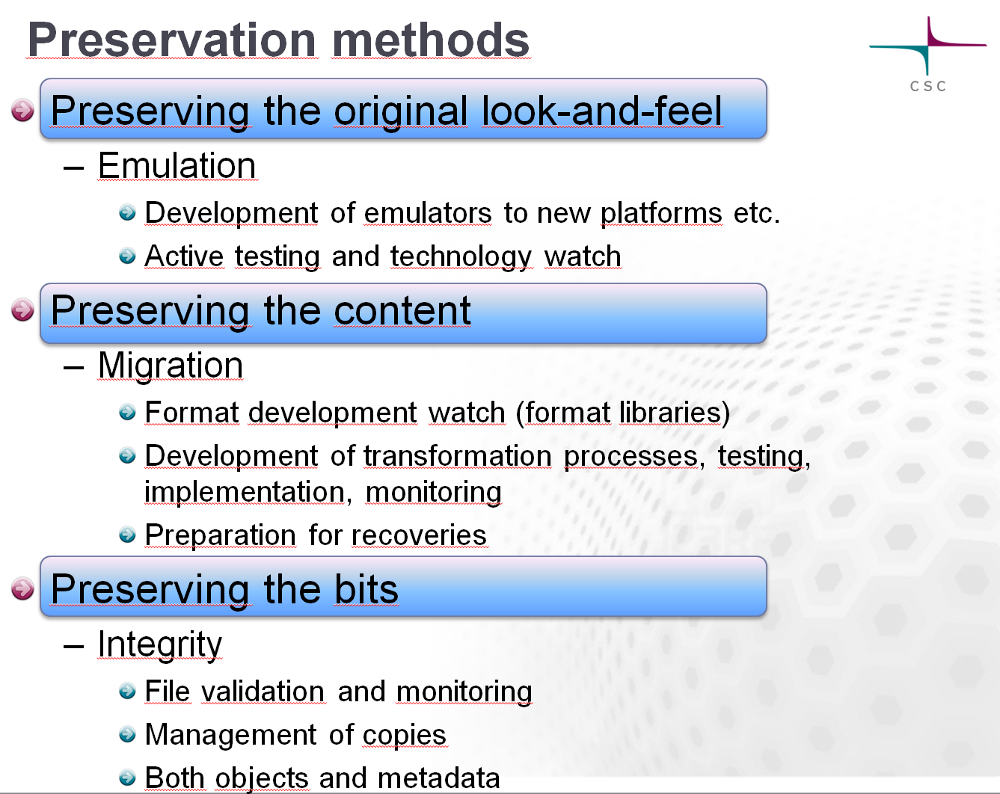 Preservation methods
CSC
Preserving the original look-and-feel
– Emulation
Development of emulators to new platforms etc.
Active testing and technology watch
Preserving the content
– Migration
Format development watch (format libraries)
Development of transformation processes, testing,
implementation, monitoring
Preparation for recoveries
Preserving the bits
– Integrity
File validation and monitoring
Management of copies
Both objects and metadata